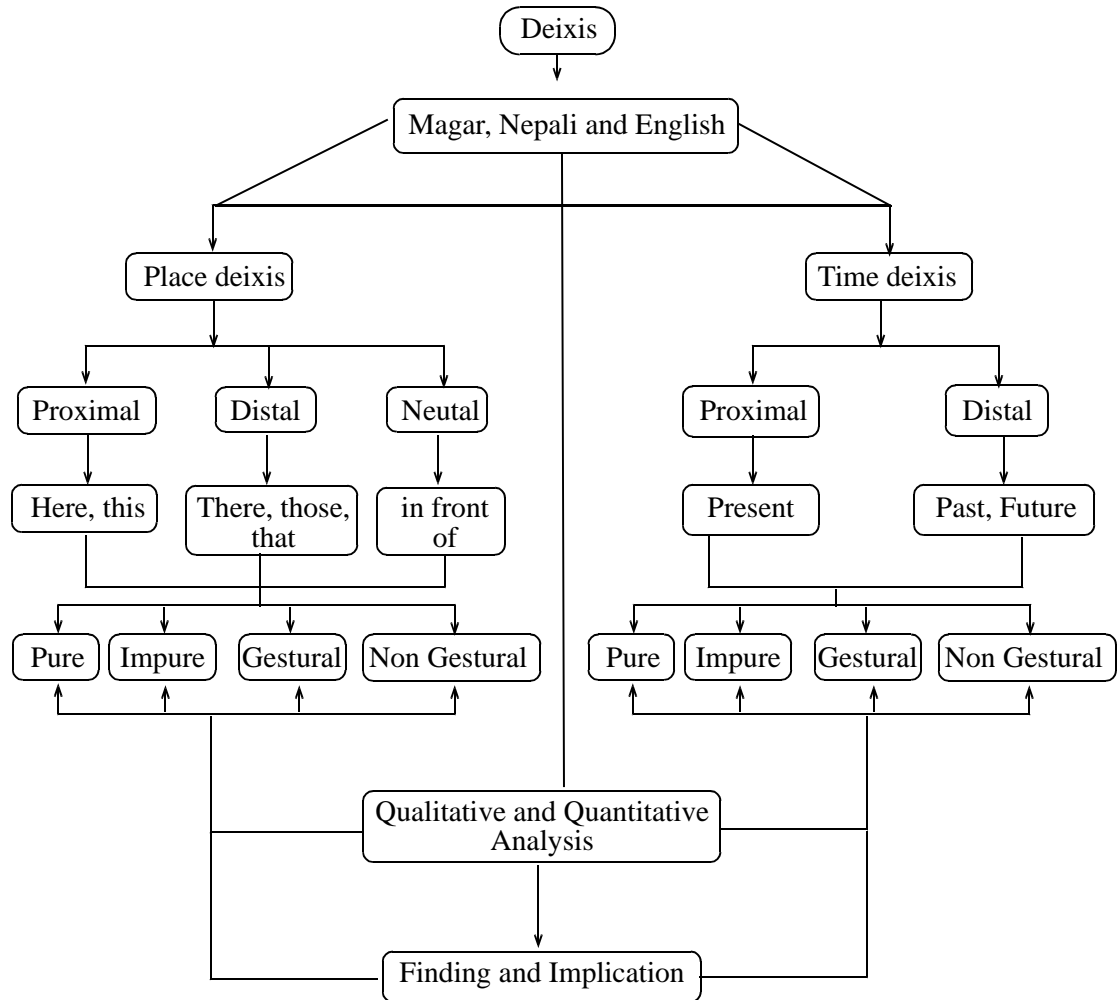 Deixis
Magar, Nepali and English
Place deixis
Time deixis
Proximal
Distal
Neutal
Proximal
Distal
Here, this
There, those,
that
in front
of
Present
Past, Future
Pure
Impure
Gestural
Non Gestural
Pure
Impure
Gestural
Non Gestural
Qualitative and Quantitative
Analysis
Finding and Implication